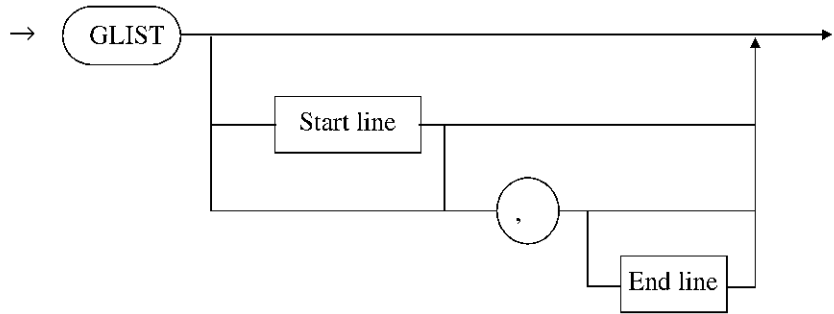 → GLIST
Start line
,
End line